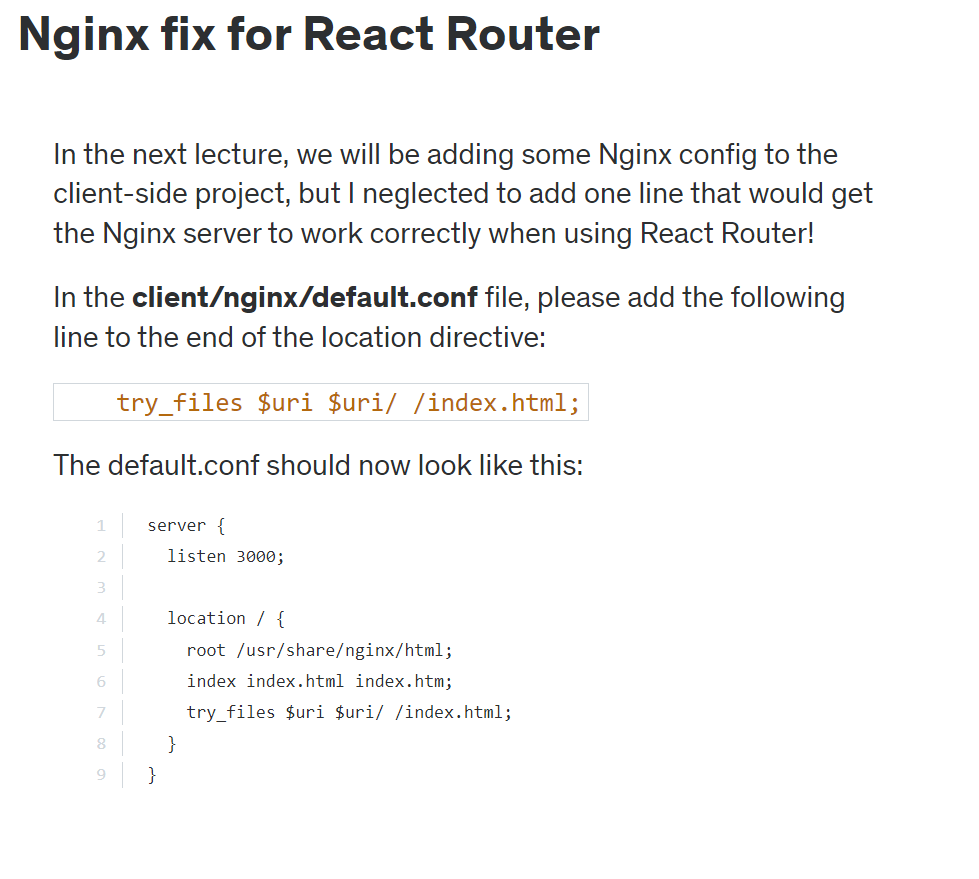 Nginx fix for React Router
In the next lecture, we will be adding some Nginx config to the
client-side project, but I neglected to add one line that would get
the Nginx server to work correctly when using React Router!
In the client/nginx/default.conf file, please add the following
line to the end of the location directive:
try_files $uri $uri/ /index.html;
The default.conf should now look like this:
1 server {
2   listen 3000;
3
4   location / {
5     root /usr/share/nginx/html;
6     index index.html index.htm;
7     try_files $uri $uri/ /index.html;
8   }
9 }